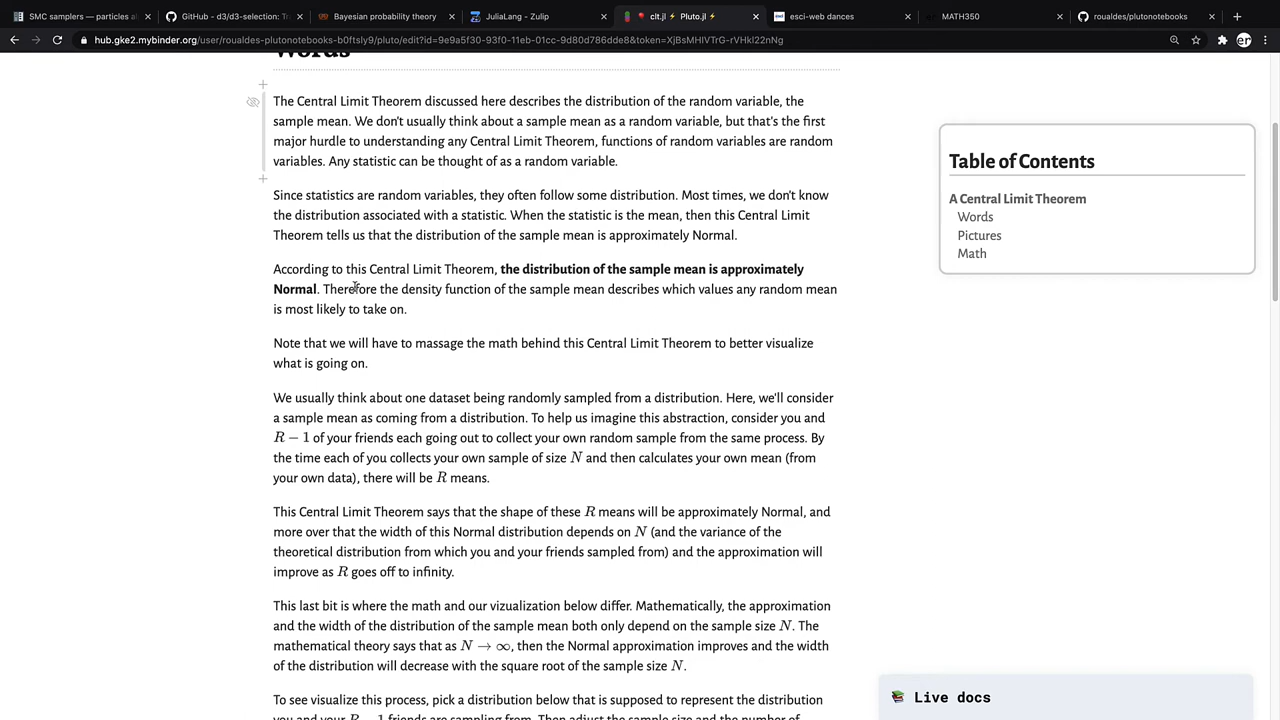 SMC samplers — particles al
GitHub - d3/d3-selection: Tr
Bayesian probability theory
JuliaLang - Zulip
clt.jl ⚡ Pluto.jl ⚡
esci-web dances
MATH350
roualdes/plutonotebooks
hub.gke2.mybinder.org/user/roualdes-plutonotebooks-b0ftsly9/pluto/edit?id=9e9a5f30-93f0-11eb-01cc-9d80d786dde8&token=XjBsMHIVTrG-rVHkl22nNg
er
Words
The Central Limit Theorem discussed here describes the distribution of the random variable, the
sample mean. We don't usually think about a sample mean as a random variable, but that's the first
major hurdle to understanding any Central Limit Theorem, functions of random variables are random
variables. Any statistic can be thought of as a random variable.
Since statistics are random variables, they often follow some distribution. Most times, we don't know
the distribution associated with a statistic. When the statistic is the mean, then this Central Limit
Theorem tells us that the distribution of the sample mean is approximately Normal.
According to this Central Limit Theorem, the distribution of the sample mean is approximately
Normal. Therefore the density function of the sample mean describes which values any random mean
is most likely to take on.
Note that we will have to massage the math behind this Central Limit Theorem to better visualize
what is going on.
We usually think about one dataset being randomly sampled from a distribution. Here, we'll consider
a sample mean as coming from a distribution. To help us imagine this abstraction, consider you and
R − 1 of your friends each going out to collect your own random sample from the same process. By
the time each of you collects your own sample of size N and then calculates your own mean (from
your own data), there will be R means.
This Central Limit Theorem says that the shape of these R means will be approximately Normal, and
more over that the width of this Normal distribution depends on N (and the variance of the
theoretical distribution from which you and your friends sampled from) and the approximation will
improve as R goes off to infinity.
This last bit is where the math and our vizualization below differ. Mathematically, the approximation
and the width of the distribution of the sample mean both only depend on the sample size N. The
mathematical theory says that as N → ∞, then the Normal approximation improves and the width
of the distribution will decrease with the square root of the sample size N.
To see visualize this process, pick a distribution below that is supposed to represent the distribution
you and your R − 1 friends are sampling from. Then adjust the sample size and the number of
Table of Contents
A Central Limit Theorem
Words
Pictures
Math
Live docs